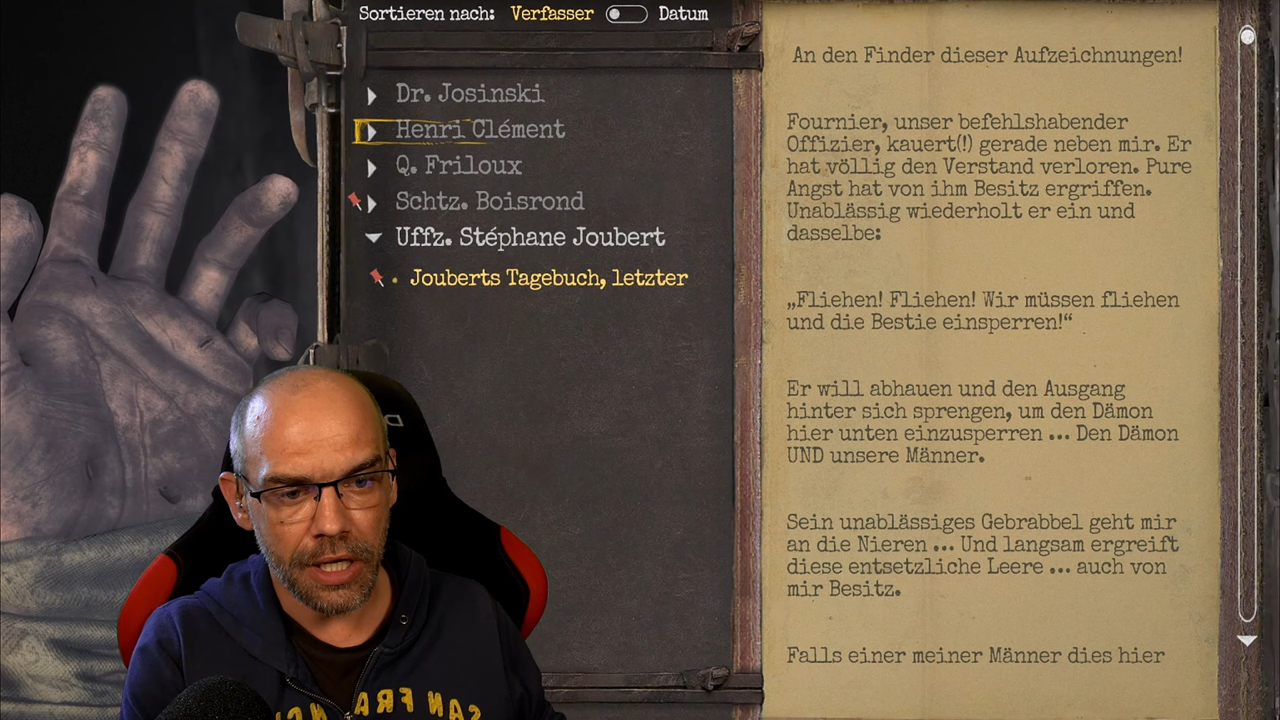 Sortieren nach: Verfasser Datum
Dr. Josinski
Henri Clément
Q. Friloux
Schtz. Boisrond
Uffz. Stéphane Joubert
Jouberts Tagebuch, letzter
An den Finder dieser Aufzeichnungen!
Fournier, unser befehlshabender
Offizier, kauert(!) gerade neben mir. Er
hat völlig den Verstand verloren. Pure
Angst hat von ihm Besitz ergriffen.
Unablässig wiederholt er ein und
dasselbe:
„Fliehen! Fliehen! Wir müssen fliehen
und die Bestie einsperren!“
Er will abhauen und den Ausgang
hinter sich sprengen, um den Dämon
hier unten einzusperren ... Den Dämon
UND unsere Männer.
Sein unablässiges Gebrabbel geht mir
an die Nieren ... Und langsam ergreift
diese entsetzliche Leere ... auch von
mir Besitz.
Falls einer meiner Männer dies hier
SAN FRA